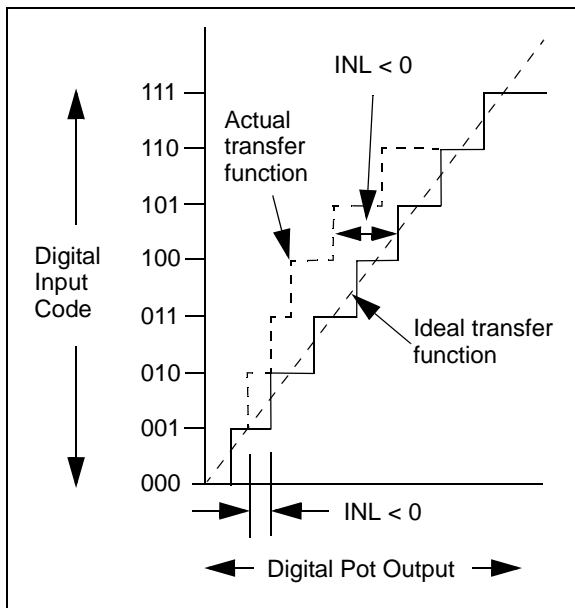 INL < 0
111
Actual
transfer
function
110
101
100
Digital
Input
Code
011
Ideal transfer
function
010
001
000
INL < 0
Digital Pot Output